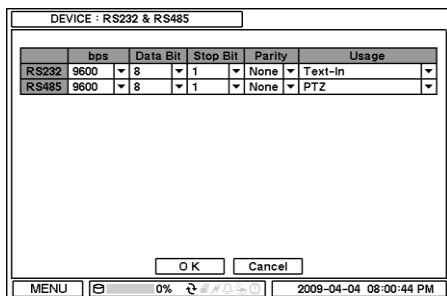 DEVICE : RS232 & RS485
bps Data Bit Stop Bit Parity Usage
RS232 9600 8 1 None Text-In
RS485 9600 8 1 None PTZ
OK Cancel
MENU 0% 2009-04-04 08:00:44 PM